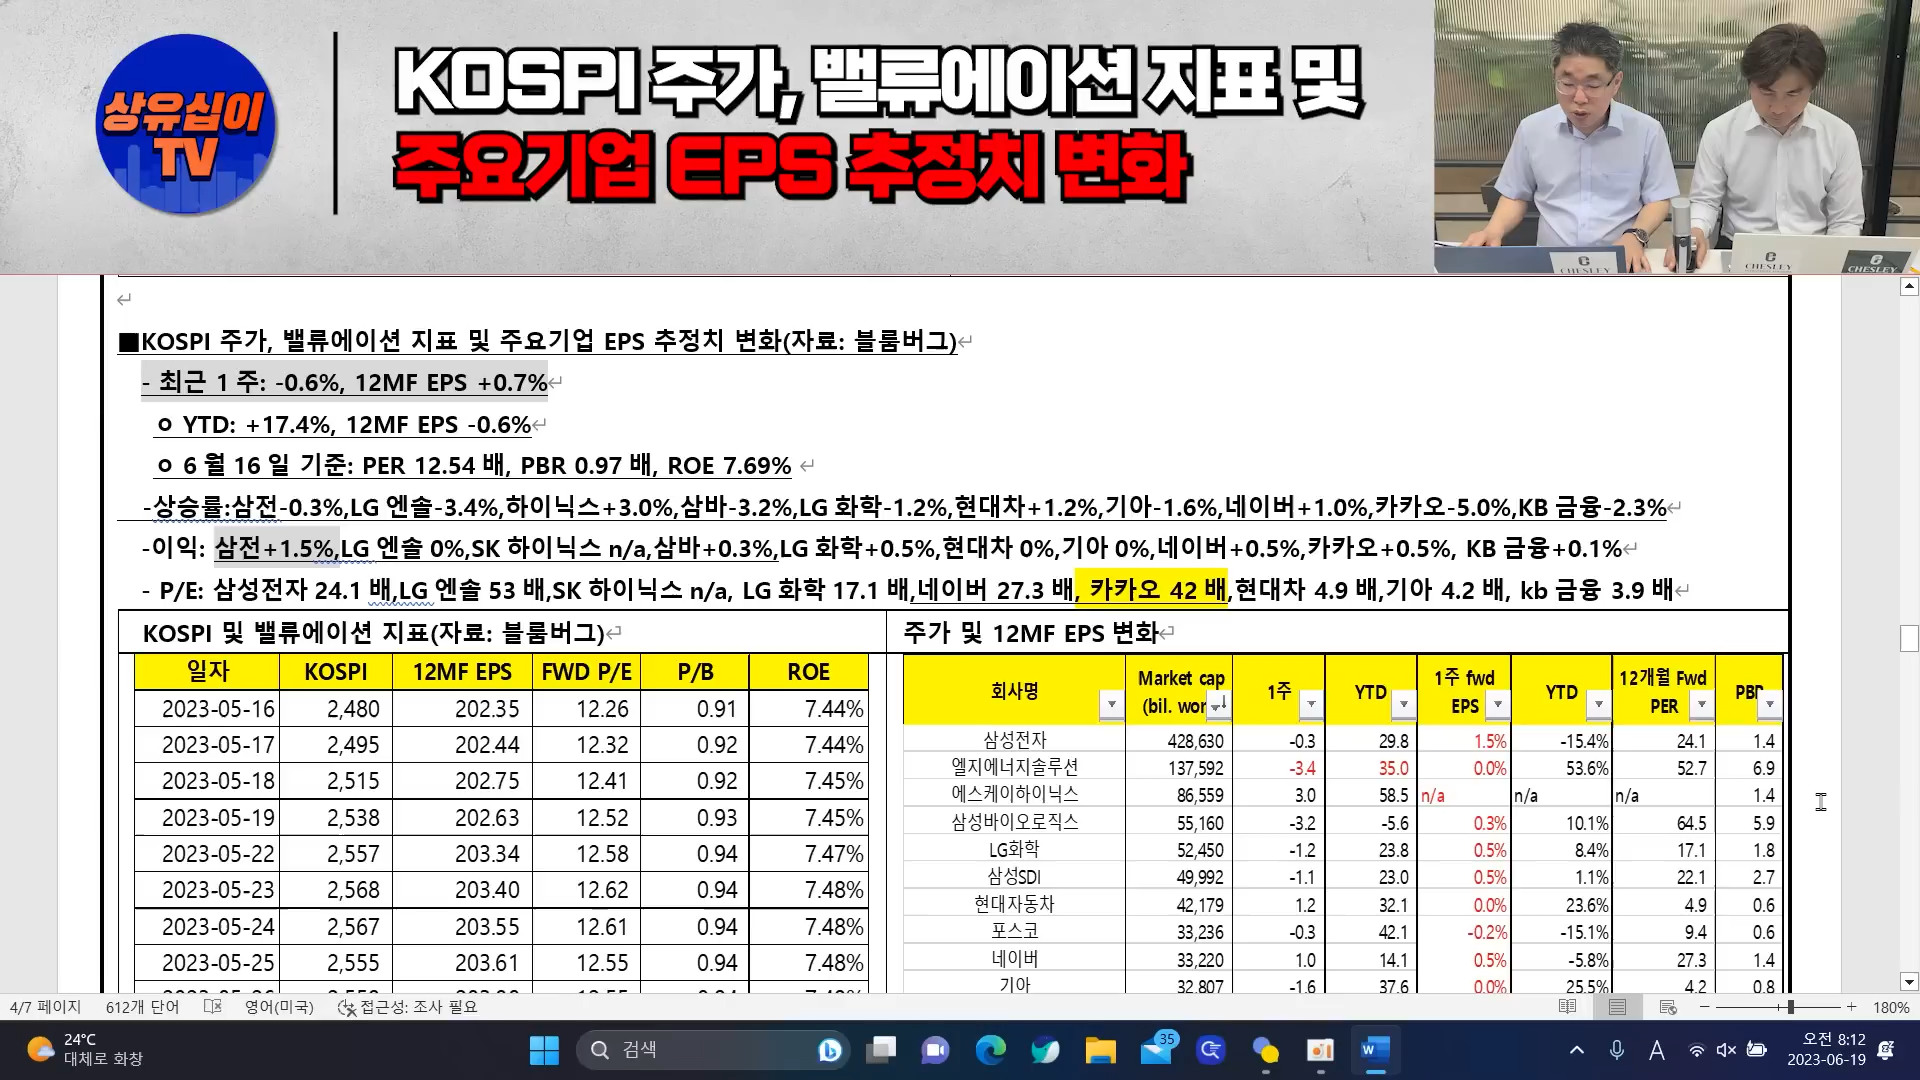 상유십이
TV
KOSPI 주가, 밸류에이션 지표 및
주요기업 EPS 추정치 변화
CHESLEY
CHESLEY
CHESLEY
■KOSPI 주가, 밸류에이션 지표 및 주요기업 EPS 추정치 변화(자료: 블룸버그)
- 최근 1 주: -0.6%, 12MF EPS +0.7%
ㅇ YTD: +17.4%, 12MF EPS -0.6%
ㅇ 6 월 16 일 기준: PER 12.54 배, PBR 0.97 배, ROE 7.69%
-상승률:삼전-0.3%,LG 엔솔-3.4%,하이닉스+3.0%,삼바-3.2%,LG 화학-1.2%,현대차+1.2%,기아-1.6%,네이버+1.0%,카카오-5.0%,KB 금융-2.3%
-이익: 삼전+1.5%,LG 엔솔 0%,SK 하이닉스 n/a,삼바+0.3%,LG 화학+0.5%,현대차 0%,기아 0%,네이버+0.5%,카카오+0.5%, KB 금융+0.1%
- P/E: 삼성전자 24.1 배,LG 엔솔 53 배,SK 하이닉스 n/a, LG 화학 17.1 배,네이버 27.3 배, 카카오 42 배,현대차 4.9 배,기아 4.2 배, kb 금융 3.9 배
KOSPI 및 밸류에이션 지표(자료: 블룸버그)
일자 KOSPI 12MF EPS FWD P/E P/B ROE
2023-05-16 2,480 202.35 12.26 0.91 7.44%
2023-05-17 2,495 202.44 12.32 0.92 7.44%
2023-05-18 2,515 202.75 12.41 0.92 7.45%
2023-05-19 2,538 202.63 12.52 0.93 7.45%
2023-05-22 2,557 203.34 12.58 0.94 7.47%
2023-05-23 2,568 203.40 12.62 0.94 7.48%
2023-05-24 2,567 203.55 12.61 0.94 7.48%
2023-05-25 2,555 203.61 12.55 0.94 7.48%
주가 및 12MF EPS 변화
회사명 Market cap (bil. wor 1주 YTD 1주 fwd EPS YTD 12개월 Fwd PER PBR
삼성전자 428,630 -0.3 29.8 1.5% -15.4% 24.1 1.4
엘지에너지솔루션 137,592 -3.4 35.0 0.0% 53.6% 52.7 6.9
에스케이하이닉스 86,559 3.0 58.5 n/a n/a n/a 1.4
삼성바이오로직스 55,160 -3.2 -5.6 0.3% 10.1% 64.5 5.9
LG화학 52,450 -1.2 23.8 0.5% 8.4% 17.1 1.8
삼성SDI 49,992 -1.1 23.0 0.5% 1.1% 22.1 2.7
현대자동차 42,179 1.2 32.1 0.0% 23.6% 4.9 0.6
포스코 33,236 -0.3 42.1 -0.2% -15.1% 9.4 0.6
네이버 33,220 1.0 14.1 0.5% -5.8% 27.3 1.4
기아 32,807 -1.6 37.6 0.0% 25.5% 4.2 0.8
4/7 페이지 612개 단어 영어(미국) 접근성: 조사 필요 180%
24°C
대체로 화창
검색
35
A
오전 8:12
2023-06-19